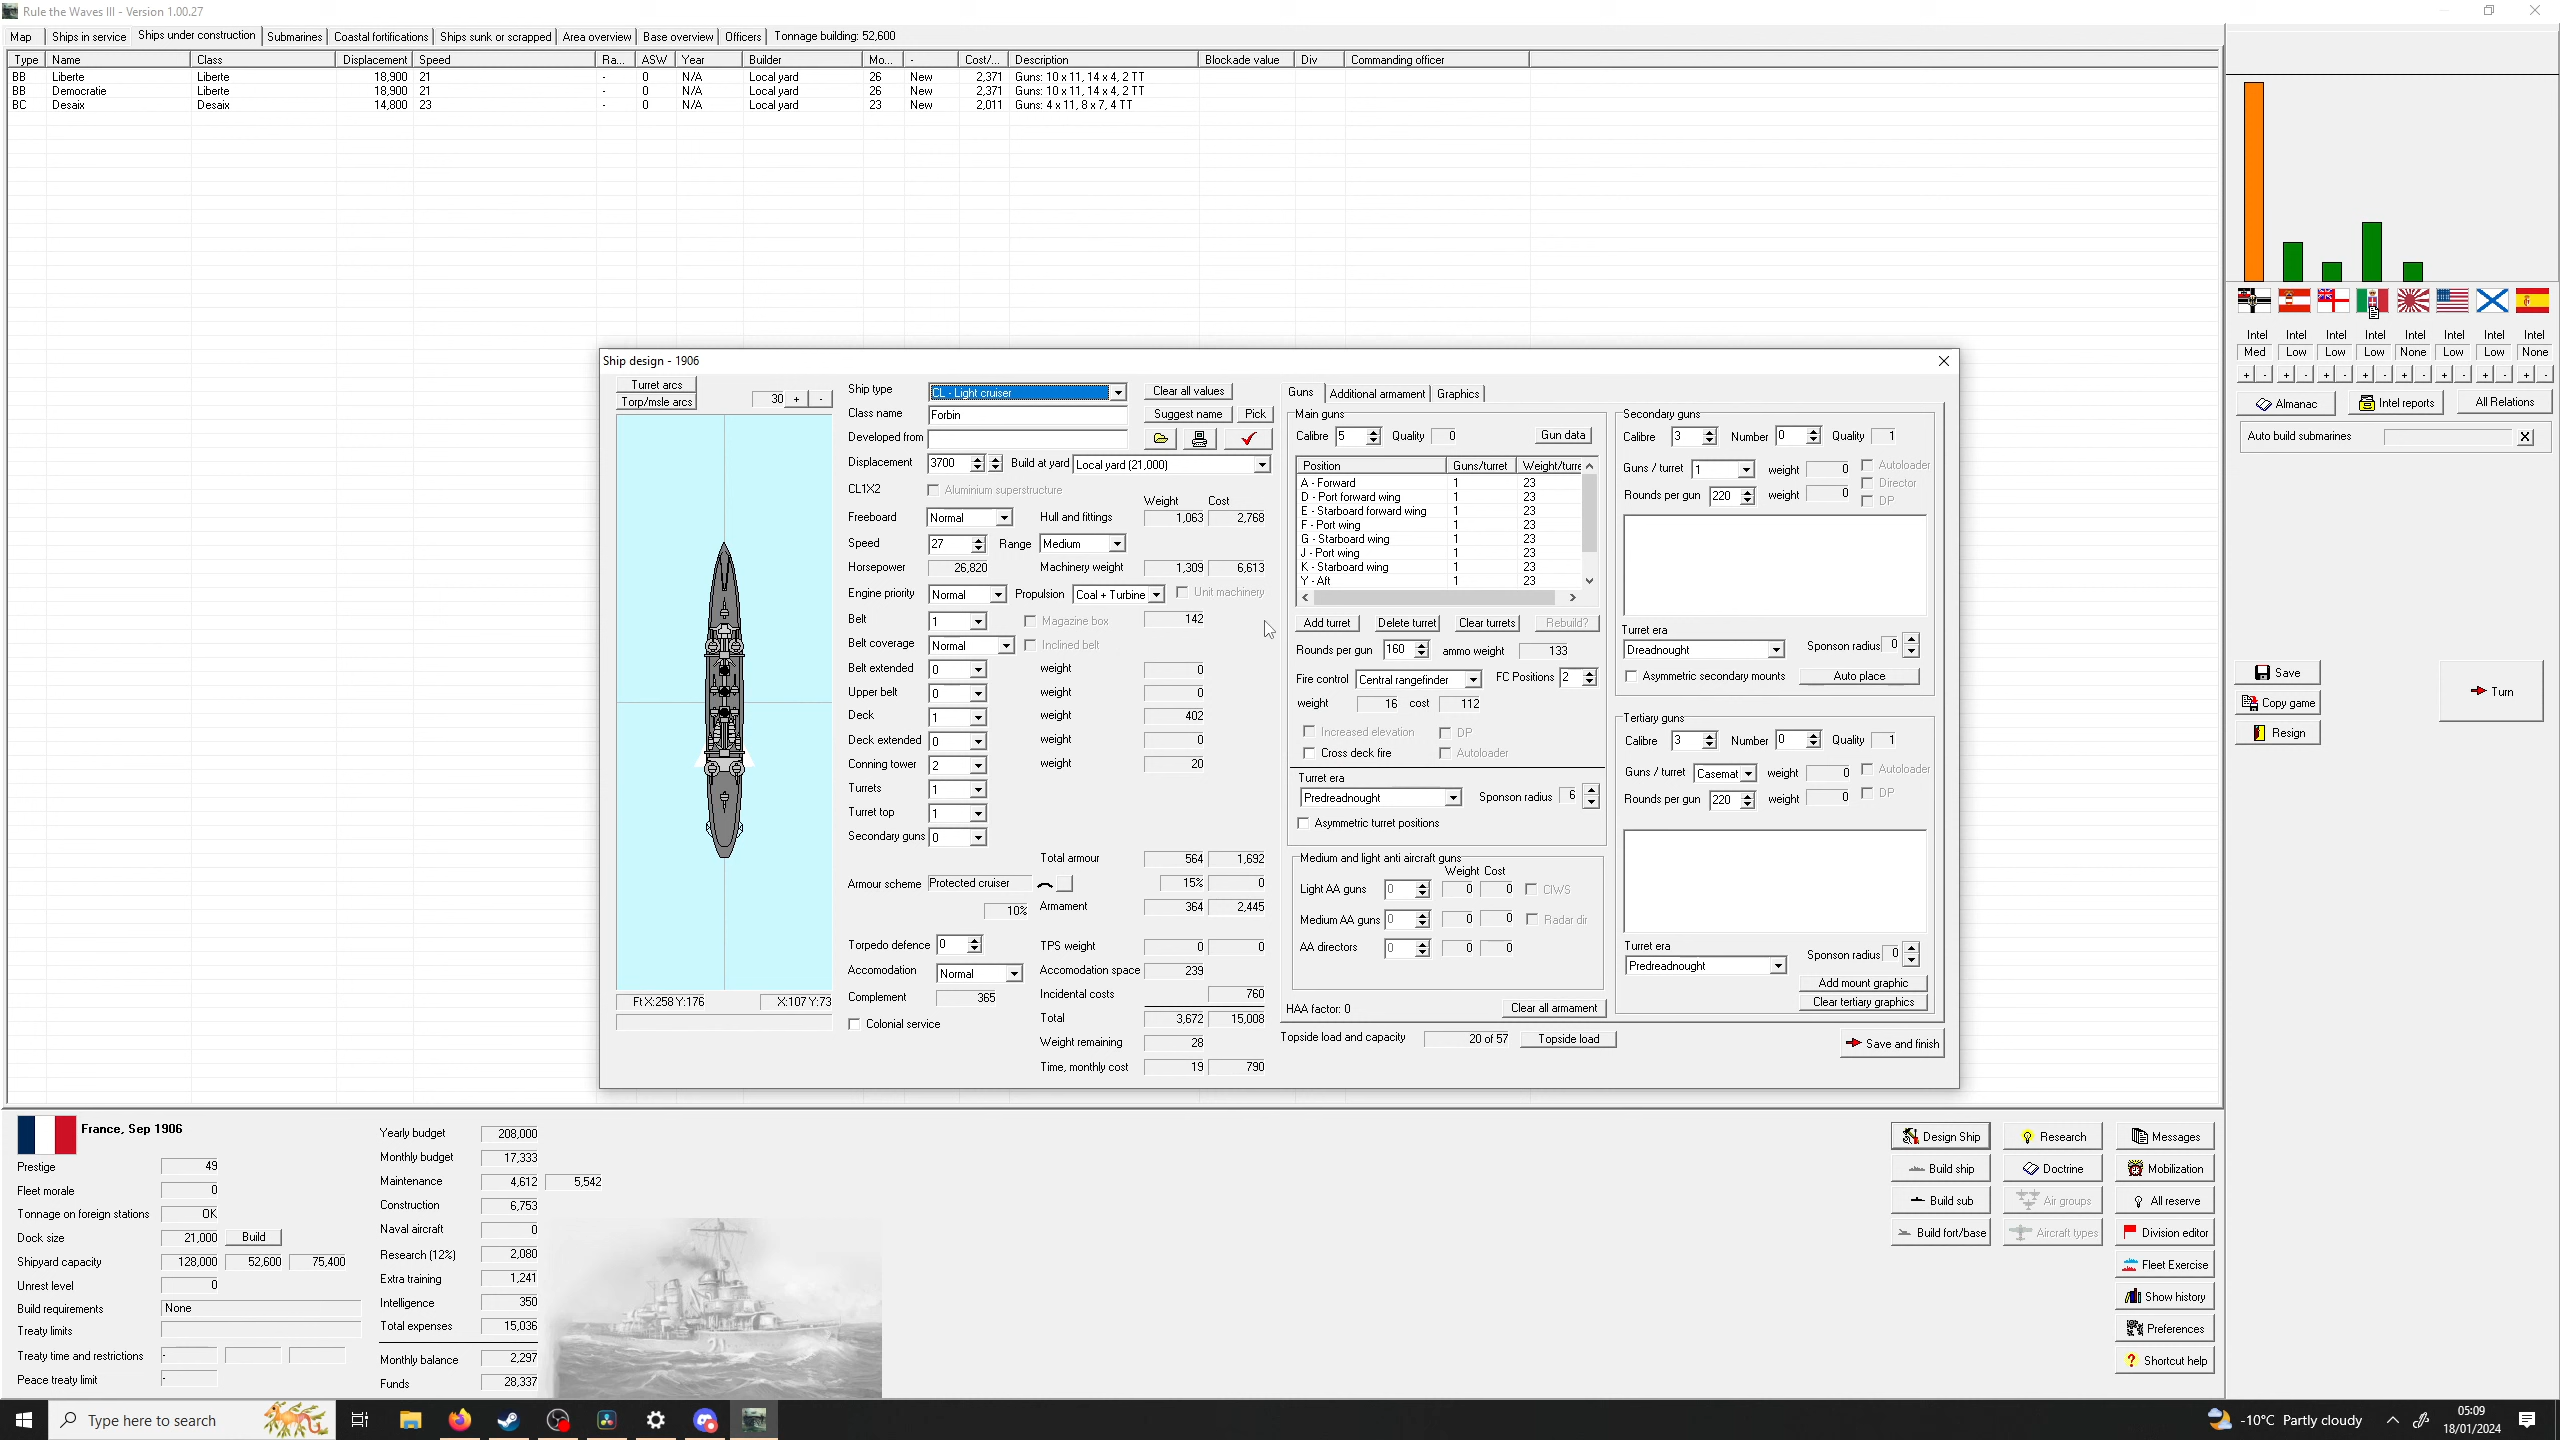 Rule the Waves III - Version 1.00.27
Map Ships in service Ships under construction Submarines Coastal fortifications Ships sunk or scrapped Area overview Base overview Officers Tonnage building: 52,600
Type Name Class Displacement Speed Ra... ASW Year Builder Mo... - Cost/... Description Blockade value Div Commanding officer
BB Liberte Liberte 18,900 21 - 0 N/A Local yard 26 New 2,371 Guns: 10 x 11, 14 x 4, 2 TT
BB Democratie Liberte 18,900 21 - 0 N/A Local yard 26 New 2,371 Guns: 10 x 11, 14 x 4, 2 TT
BC Desaix Desaix 14,800 23 - 0 N/A Local yard 23 New 2,011 Guns: 4 x 11, 8 x 7, 4 TT
Intel Intel Intel Intel Intel Intel Intel Intel
Med Low Low Low None Low Low None
+ - + - + - + - + - + - + - + -
Almanac Intel reports All Relations
Auto build submarines X
Save
Copy game
Resign
Turn
Ship design - 1906
Turret arcs
Torp/msle arcs
30 + -
Ft X:258 Y:176 X:107 Y:73
Ship type CL - Light cruiser Clear all values
Class name Forbin Suggest name Pick
Developed from
Displacement 3700 Build at yard Local yard (21,000)
CL1X2 Aluminium superstructure
Weight Cost
Freeboard Normal Hull and fittings 1,063 2,768
Speed 27 Range Medium
Horsepower 26,820 Machinery weight 1,309 6,613
Engine priority Normal Propulsion Coal + Turbine Unit machinery
Belt 1 Magazine box 142
Belt coverage Normal Inclined belt
Belt extended 0 weight 0
Upper belt 0 weight 0
Deck 1 weight 402
Deck extended 0 weight 0
Conning tower 2 weight 20
Turrets 1
Turret top 1
Secondary guns 0
Total armour 564 1,692
Armour scheme Protected cruiser 15% 0
10% Armament 364 2,445
Torpedo defence 0 TPS weight 0 0
Accomodation Normal Accomodation space 239
Complement 365 Incidental costs 760
Colonial service Total 3,672 15,008
Weight remaining 28
Time, monthly cost 19 790
Guns Additional armament Graphics
Main guns
Calibre 5 Quality 0 Gun data
Position Guns/turret Weight/turre
A - Forward 1 23
D - Port forward wing 1 23
E - Starboard forward wing 1 23
F - Port wing 1 23
G - Starboard wing 1 23
J - Port wing 1 23
K - Starboard wing 1 23
Y - Aft 1 23
Add turret Delete turret Clear turrets Rebuild?
Rounds per gun 160 ammo weight 133
Fire control Central rangefinder FC Positions 2
weight 16 cost 112
Increased elevation DP
Cross deck fire Autoloader
Turret era
Predreadnought Sponson radius 6
Asymmetric turret positions
Medium and light anti aircraft guns
Weight Cost
Light AA guns 0 0 0 CIWS
Medium AA guns 0 0 0 Radar dir
AA directors 0 0 0
HAA factor: 0 Clear all armament
Topside load and capacity 20 of 57 Topside load
Secondary guns
Calibre 3 Number 0 Quality 1
Guns / turret 1 weight 0 Autoloader
Director
Rounds per gun 220 weight 0 DP
Turret era
Dreadnought Sponson radius 0
Asymmetric secondary mounts Auto place
Tertiary guns
Calibre 3 Number 0 Quality 1
Guns / turret Casemat weight 0 Autoloader
Rounds per gun 220 weight 0 DP
Turret era
Predreadnought Sponson radius 0
Add mount graphic
Clear tertiary graphics
Save and finish
France, Sep 1906
Prestige 49
Fleet morale 0
Tonnage on foreign stations OK
Dock size 21,000 Build
Shipyard capacity 128,000 52,600 75,400
Unrest level 0
Build requirements None
Treaty limits
Treaty time and restrictions -
Peace treaty limit -
Yearly budget 208,000
Monthly budget 17,333
Maintenance 4,612 5,542
Construction 6,753
Naval aircraft 0
Research (12%) 2,080
Extra training 1,241
Intelligence 350
Total expenses 15,036
Monthly balance 2,297
Funds 28,337
Design Ship Research Messages
Build ship Doctrine Mobilization
Build sub Air groups All reserve
Build fort/base Aircraft types Division editor
Fleet Exercise
Show history
Preferences
Shortcut help
Type here to search
-10°C Partly cloudy
05:09
18/01/2024